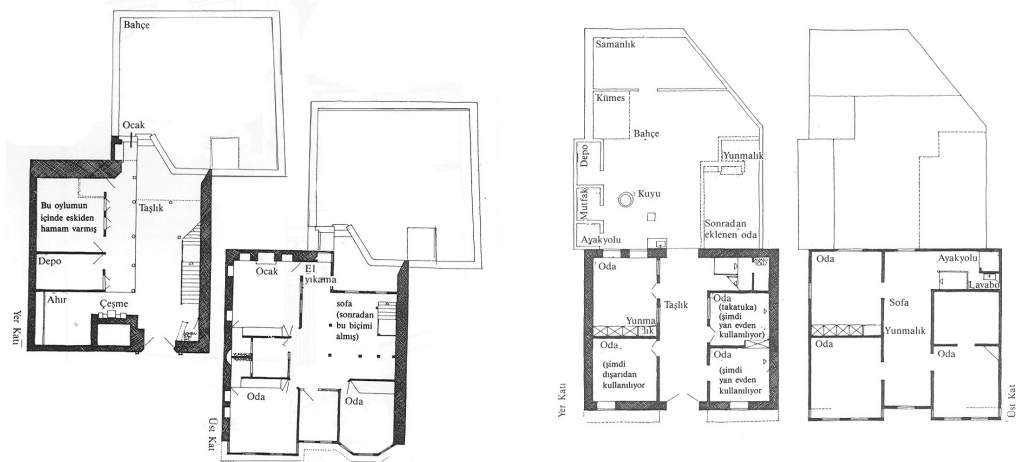 Bahçe
Ocak
Bu oylumun
içinde eskiden
hamam varmış
Taşlık
Depo
Ahır
Çeşme
Yer Katı
Ocak
El
yıkama
sofa
(sonradan
bu biçimi
almış)
Oda
Oda
Üst Kat
Samanlık
Kümes
Bahçe
Depo
Yunmalık
Mutfak
Kuyu
Sonradan
eklenen oda
Ayakyolu
Oda
Taşlık
Yunma
lık
Oda
(takatuka)
(şimdi
yan evden
kullanılıyor)
Oda
(şimdi
dışarıdan
kullanılıyor
Oda
(şimdi
yan evden
kullanılıyor
Yer Katı
Oda
Ayakyolu
Lavabo
Sofa
Yunmalık
Oda
Oda
Üst Kat